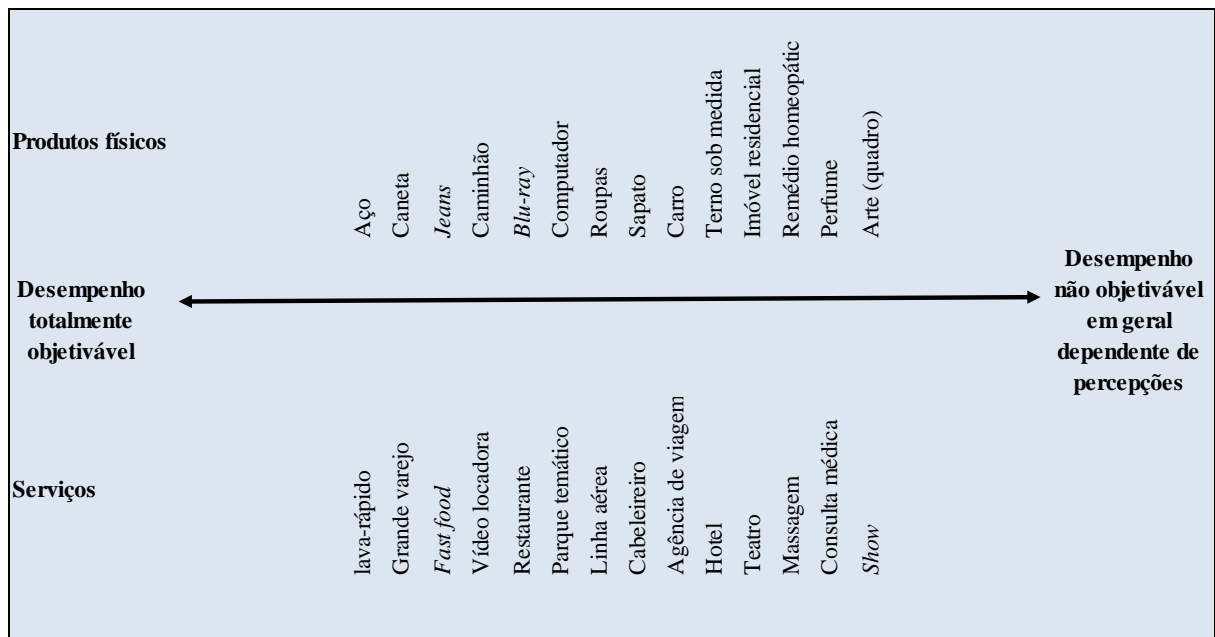 Produtos físicos
Aço
Caneta
Jeans
Caminhão
Blu-ray
Computador
Roupas
Sapato
Carro
Terno sob medida
Imóvel residencial
Remédio homeopátic
Perfume
Arte (quadro)
Desempenho
totalmente
objetivável
Desempenho
não objetivável
em geral
dependente de
percepções
Serviços
lava-rápido
Grande varejo
Fast food
Vídeo locadora
Restaurante
Parque temático
Linha aérea
Cabeleireiro
Agência de viagem
Hotel
Teatro
Massagem
Consulta médica
Show